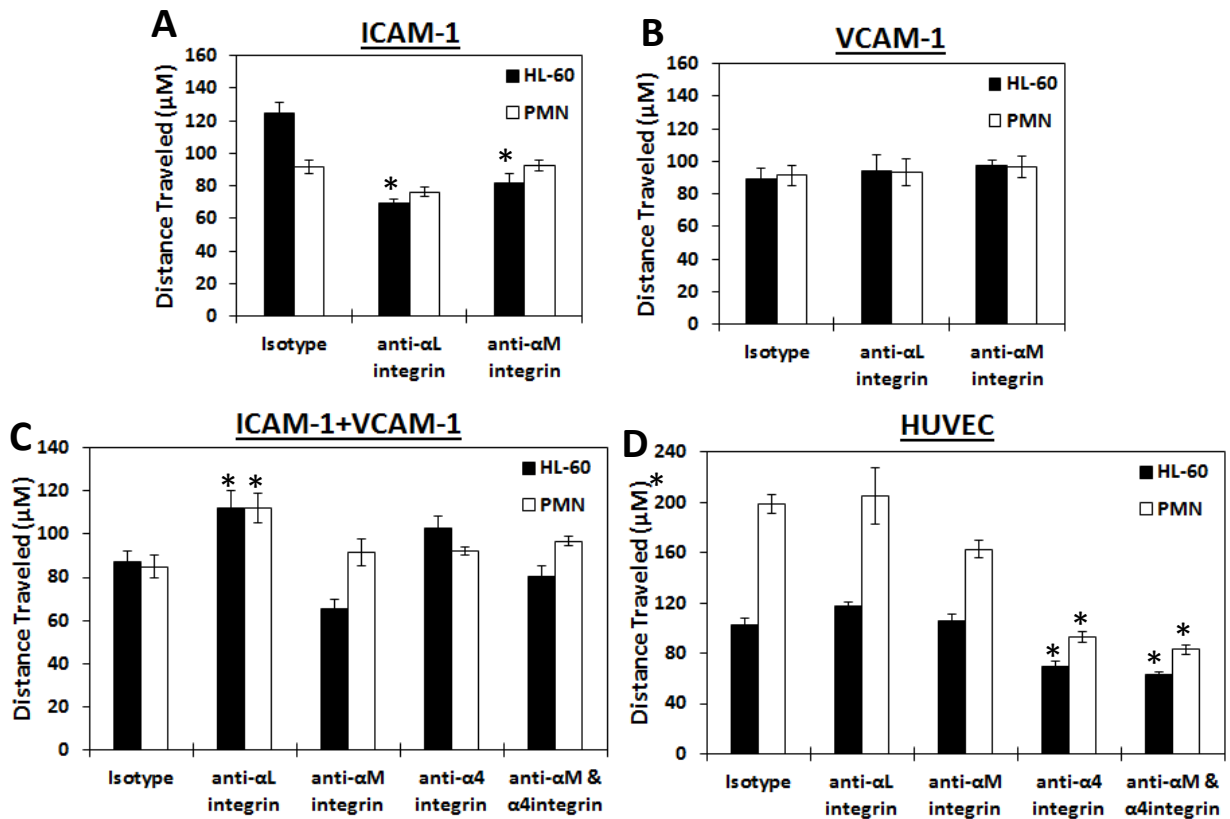 A
ICAM-1
Distance Traveled (µM)
160
140
120
100
80
60
40
20
0
HL-60
PMN
*
*
Isotype
anti-αL
integrin
anti-αM
integrin
B
VCAM-1
Distance Traveled (µM)
160
140
120
100
80
60
40
20
0
HL-60
PMN
Isotype
anti-αL
integrin
anti-αM
integrin
C
ICAM-1+VCAM-1
Distance Traveled (µM)
140
120
100
80
60
40
20
0
HL-60
PMN
* *
Isotype
anti-αL
integrin
anti-αM
integrin
anti-α4
integrin
anti-αM &
α4integrin
D
HUVEC
Distance Traveled (µM)
*
240
200
160
120
80
40
0
HL-60
PMN
* *
* *
Isotype
anti-αL
integrin
anti-αM
integrin
anti-α4
integrin
anti-αM &
α4integrin